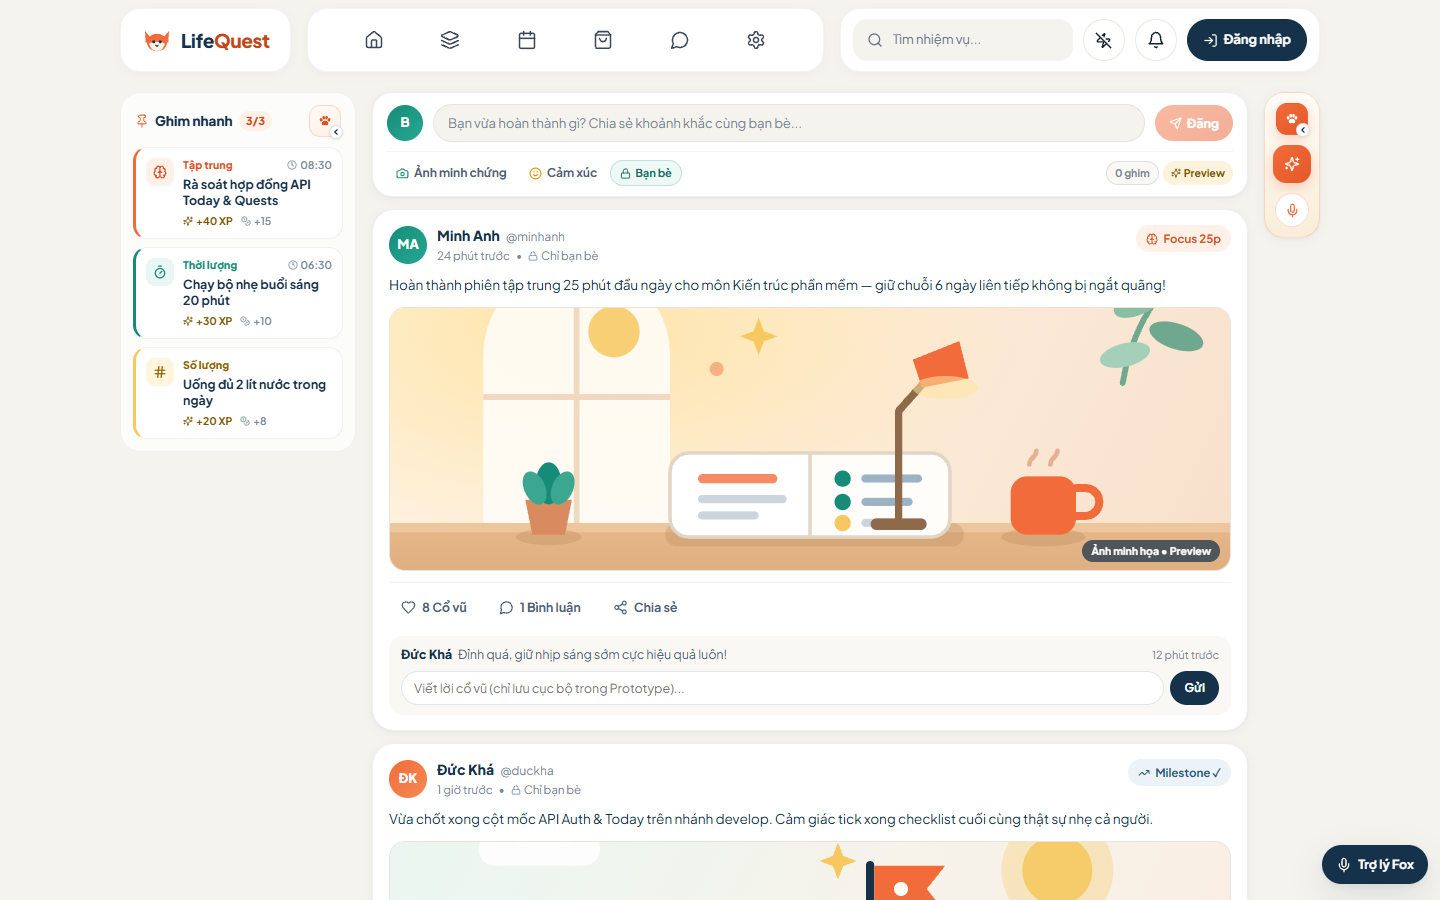 LifeQuest
Tìm nhiệm vụ...
Đăng nhập
Ghim nhanh 3/3
Tập trung 08:30
Rà soát hợp đồng API
Today & Quests
+40 XP +15
Thời lượng 06:30
Chạy bộ nhẹ buổi sáng
20 phút
+30 XP +10
Số lượng
Uống đủ 2 lít nước trong
ngày
+20 XP +8
B
Bạn vừa hoàn thành gì? Chia sẻ khoảnh khắc cùng bạn bè...
Đăng
Ảnh minh chứng Cảm xúc Bạn bè
0 ghim Preview
MA
Minh Anh @minhanh
24 phút trước • Chỉ bạn bè
Focus 25p
Hoàn thành phiên tập trung 25 phút đầu ngày cho môn Kiến trúc phần mềm — giữ chuỗi 6 ngày liên tiếp không bị ngắt quãng!
Ảnh minh họa • Preview
8 Cổ vũ 1 Bình luận Chia sẻ
Đức Khá Đỉnh quá, giữ nhịp sáng sớm cực hiệu quả luôn! 12 phút trước
Viết lời cổ vũ (chỉ lưu cục bộ trong Prototype)...
Gửi
ĐK
Đức Khá @duckha
1 giờ trước • Chỉ bạn bè
Milestone ✓
Vừa chốt xong cột mốc API Auth & Today trên nhánh develop. Cảm giác tick xong checklist cuối cùng thật sự nhẹ cả người.
Trợ lý Fox